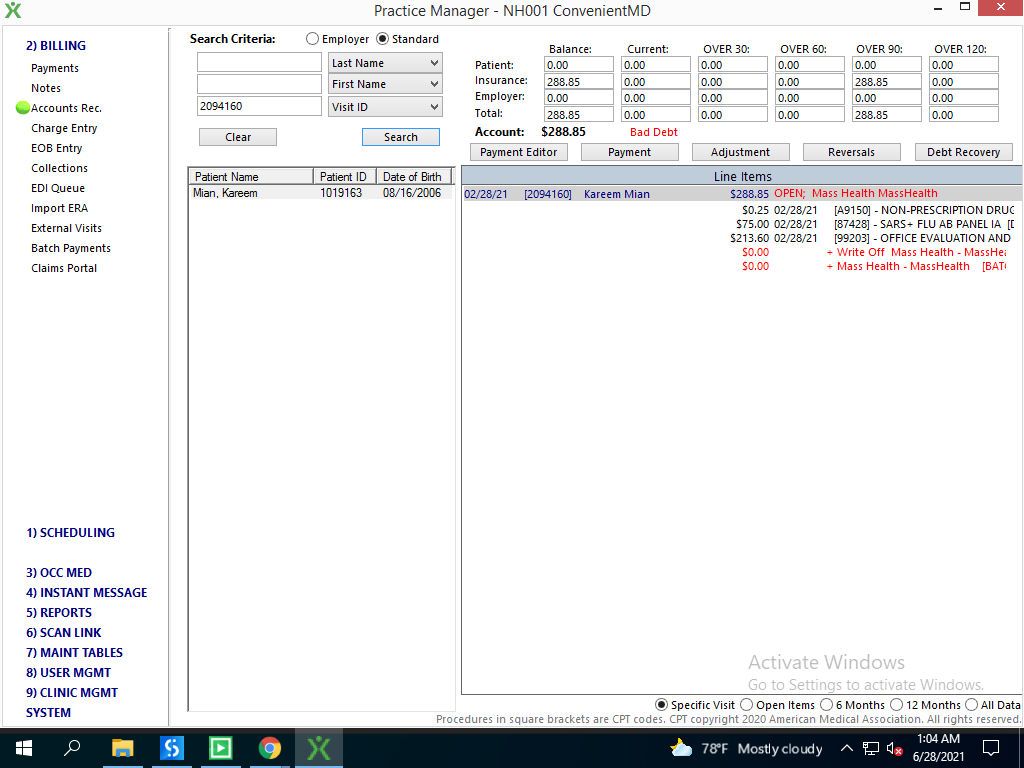 Practice Manager - NH001 ConvenientMD
2) BILLING
Payments
Notes
Accounts Rec.
Charge Entry
EOB Entry
Collections
EDI Queue
Import ERA
External Visits
Batch Payments
Claims Portal
1) SCHEDULING
3) OCC MED
4) INSTANT MESSAGE
5) REPORTS
6) SCAN LINK
7) MAINT TABLES
8) USER MGMT
9) CLINIC MGMT
SYSTEM
Search Criteria: Employer Standard
Last Name
First Name
2094160 Visit ID
Clear Search
Balance: Current: OVER 30: OVER 60: OVER 90: OVER 120:
Patient: 0.00 0.00 0.00 0.00 0.00 0.00
Insurance: 288.85 0.00 0.00 0.00 288.85 0.00
Employer: 0.00 0.00 0.00 0.00 0.00 0.00
Total: 288.85 0.00 0.00 0.00 288.85 0.00
Account: $288.85 Bad Debt
Payment Editor Payment Adjustment Reversals Debt Recovery
Patient Name Patient ID Date of Birth
Mian, Kareem 1019163 08/16/2006
Line Items
02/28/21 [2094160] Kareem Mian $288.85 OPEN; Mass Health MassHealth
$0.25 02/28/21 [A9150] - NON-PRESCRIPTION DRUG
$75.00 02/28/21 [87428] - SARS+ FLU AB PANEL IA [D
$213.60 02/28/21 [99203] - OFFICE EVALUATION AND
$0.00 + Write Off Mass Health - MassHea
$0.00 + Mass Health - MassHealth [BAT
Activate Windows
Go to Settings to activate Windows.
Specific Visit Open Items 6 Months 12 Months All Data
Procedures in square brackets are CPT codes. CPT copyright 2020 American Medical Association. All rights reserved.
78°F Mostly cloudy
1:04 AM
6/28/2021